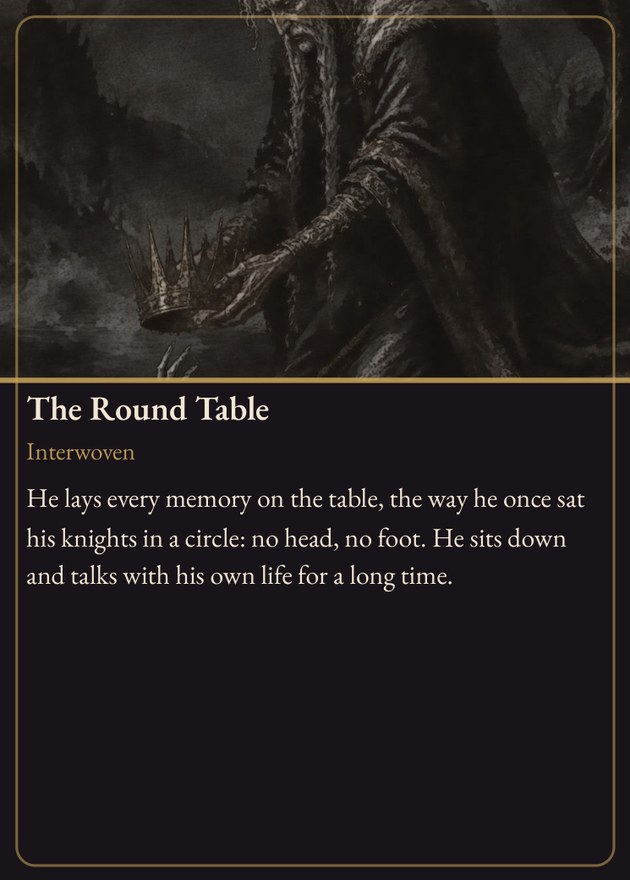 The Round Table
Interwoven
He lays every memory on the table, the way he once sat
his knights in a circle: no head, no foot. He sits down
and talks with his own life for a long time.